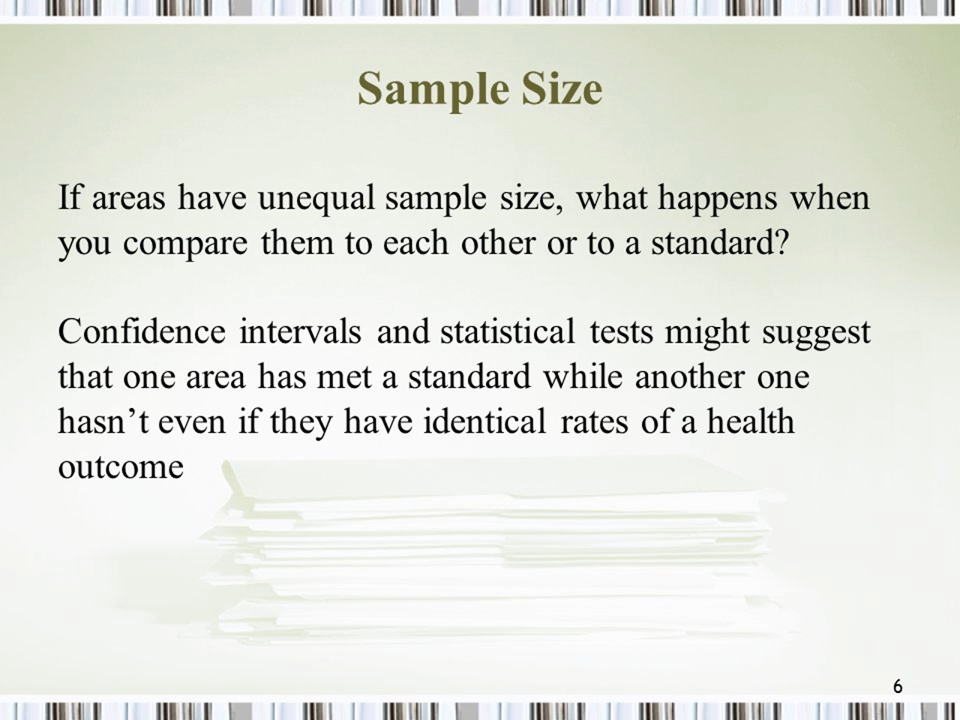 Sample Size
If areas have unequal sample size, what happens when
you compare them to each other or to a standard?
Confidence intervals and statistical tests might suggest
that one area has met a standard while another one
hasn’t even if they have identical rates of a health
outcome
6